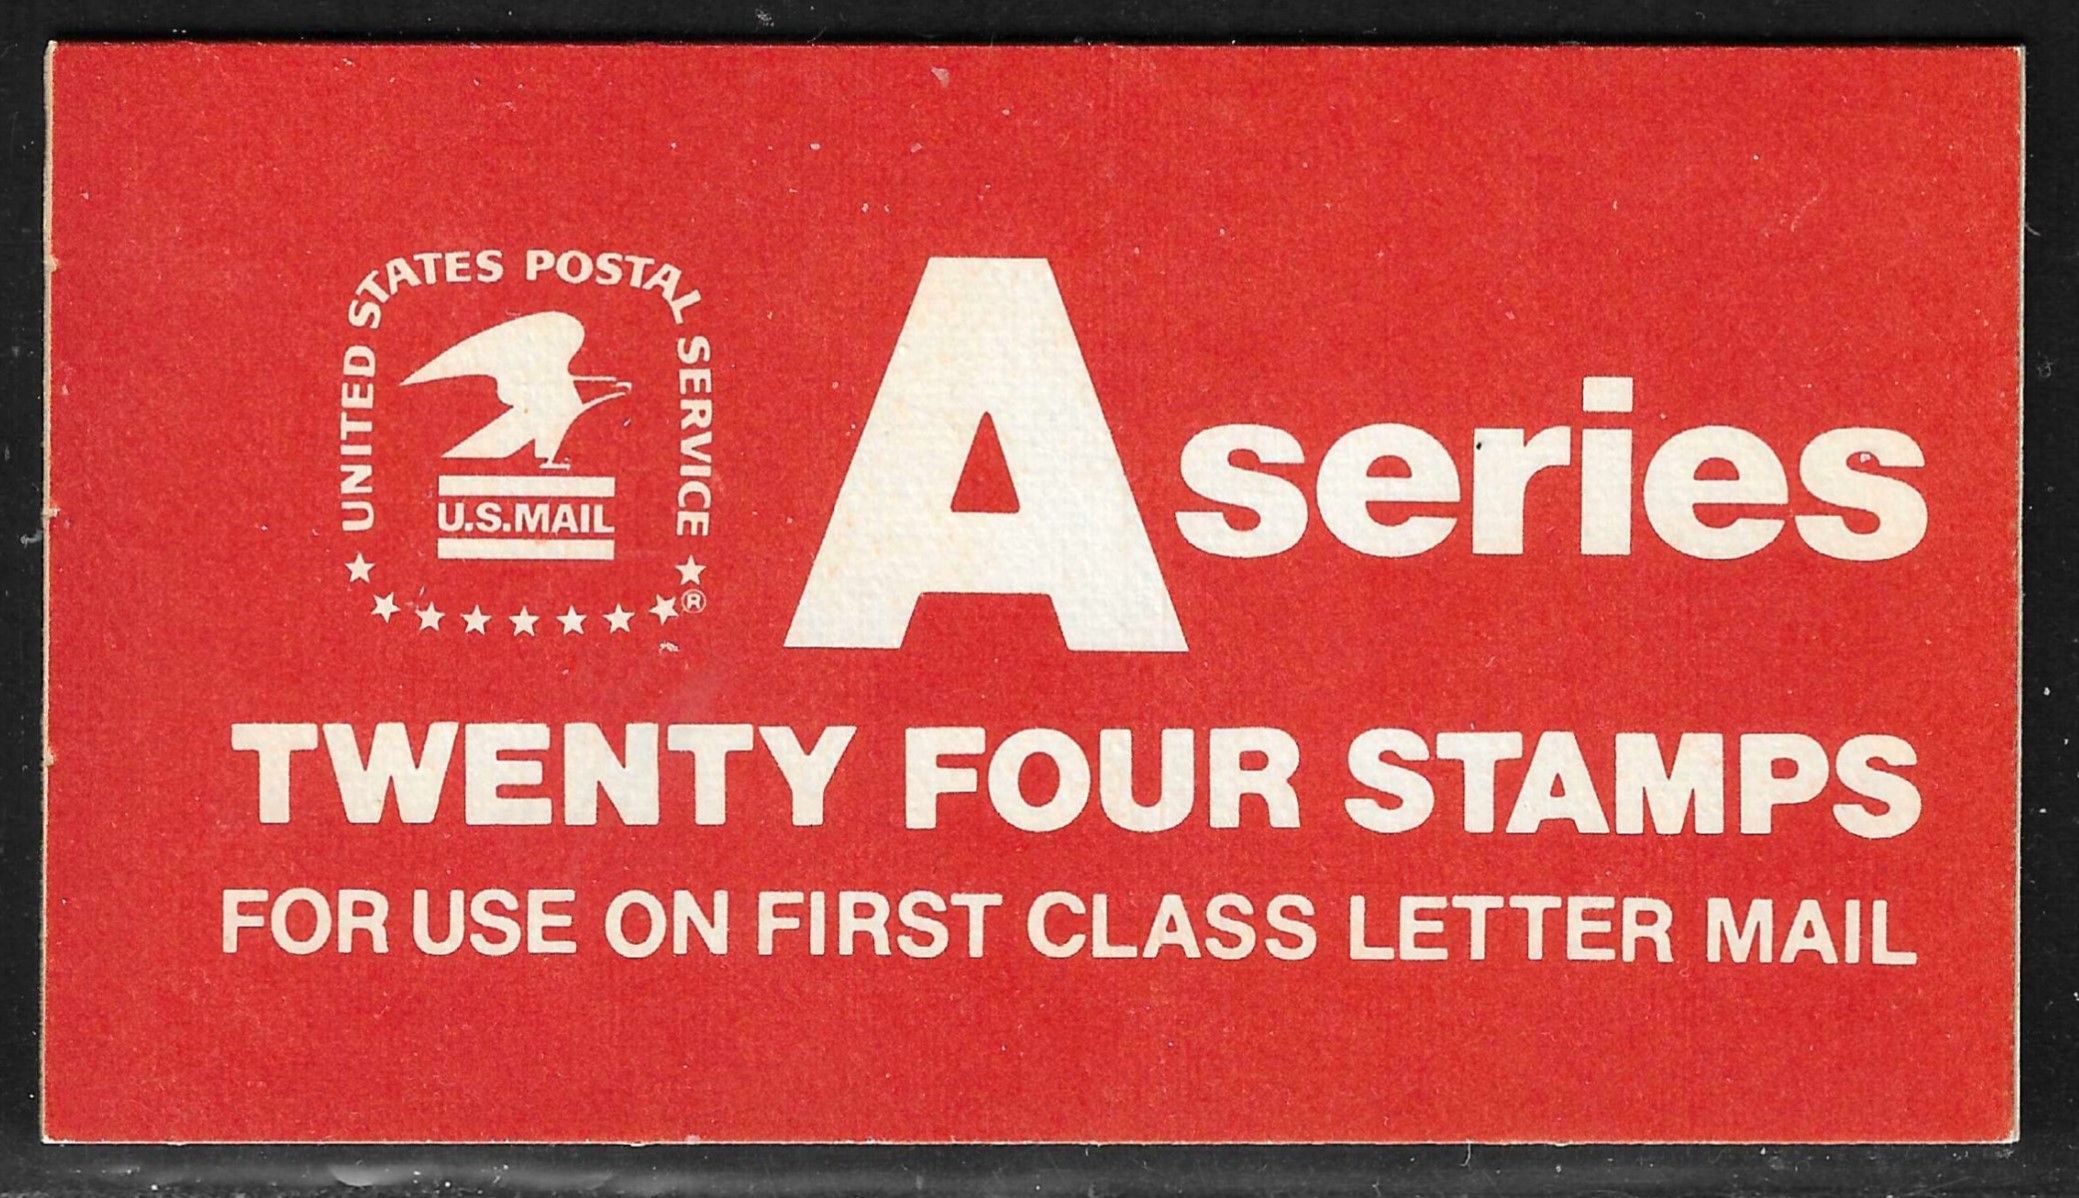 UNITED STATES POSTAL SERVICE
U.S.MAIL
®
A series
TWENTY FOUR STAMPS
FOR USE ON FIRST CLASS LETTER MAIL